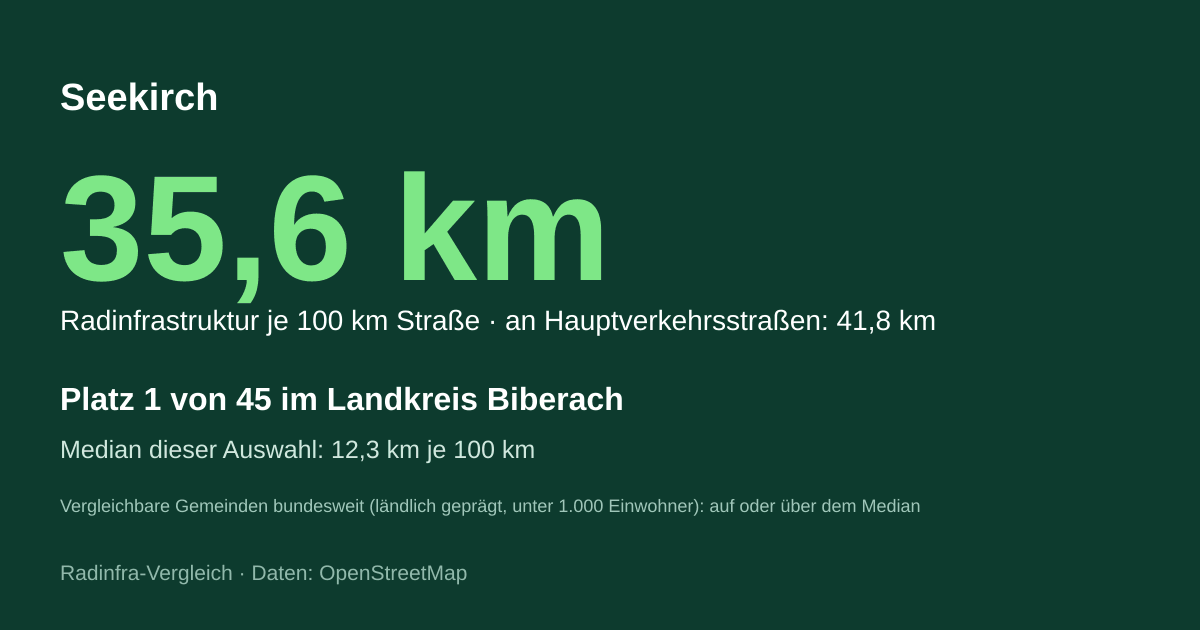 Seekirch
35,6 km
Radinfrastruktur je 100 km Straße · an Hauptverkehrsstraßen: 41,8 km
Platz 1 von 45 im Landkreis Biberach
Median dieser Auswahl: 12,3 km je 100 km
Vergleichbare Gemeinden bundesweit (ländlich geprägt, unter 1.000 Einwohner): auf oder über dem Median
Radinfra-Vergleich · Daten: OpenStreetMap